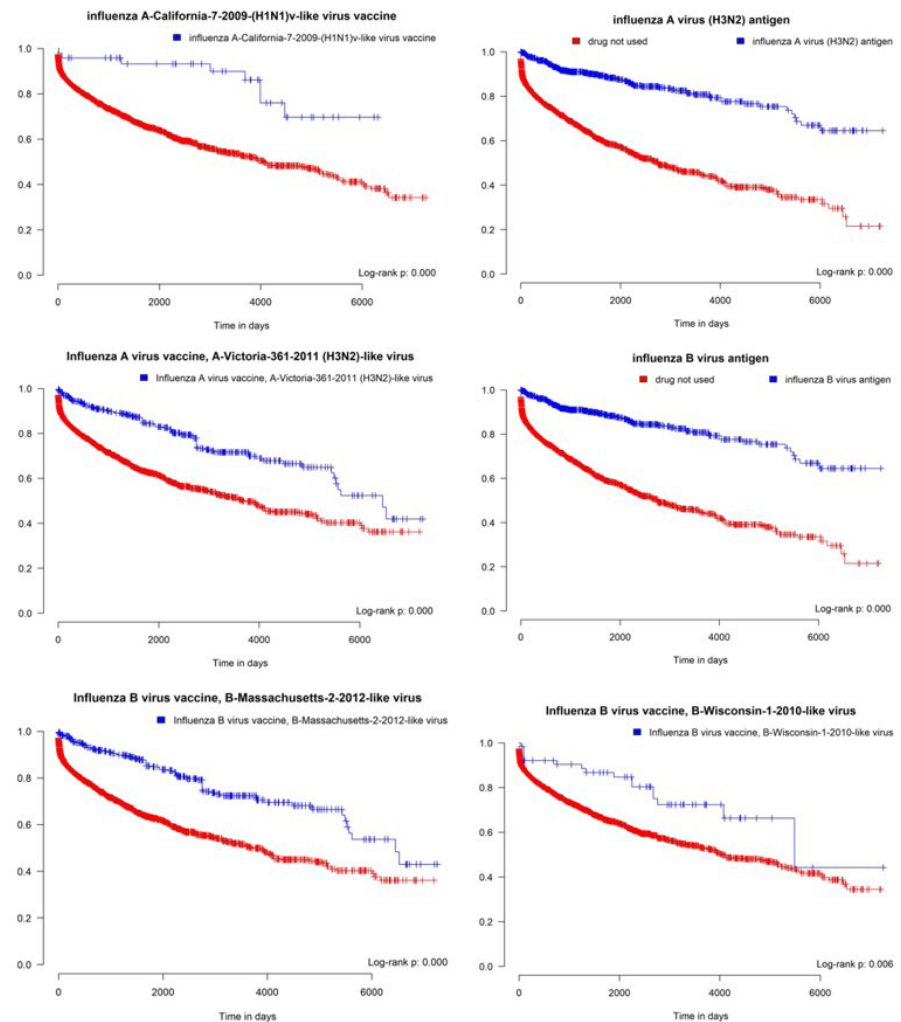 influenza A-California-7-2009-(H1N1)v-like virus vaccine
influenza A-California-7-2009-(H1N1)v-like virus vaccine
1.0
0.8
0.6
0.4
0.2
0.0
Log-rank p: 0.000
0 2000 4000 6000
Time in days
influenza A virus (H3N2) antigen
drug not used influenza A virus (H3N2) antigen
1.0
0.8
0.6
0.4
0.2
0.0
Log-rank p: 0.000
0 2000 4000 6000
Time in days
Influenza A virus vaccine, A-Victoria-361-2011 (H3N2)-like virus
Influenza A virus vaccine, A-Victoria-361-2011 (H3N2)-like virus
1.0
0.8
0.6
0.4
0.2
0.0
Log-rank p: 0.000
0 2000 4000 6000
Time in days
influenza B virus antigen
drug not used influenza B virus antigen
1.0
0.8
0.6
0.4
0.2
0.0
Log-rank p: 0.000
0 2000 4000 6000
Time in days
Influenza B virus vaccine, B-Massachusetts-2-2012-like virus
Influenza B virus vaccine, B-Massachusetts-2-2012-like virus
1.0
0.8
0.6
0.4
0.2
0.0
Log-rank p: 0.000
0 2000 4000 6000
Time in days
Influenza B virus vaccine, B-Wisconsin-1-2010-like virus
Influenza B virus vaccine, B-Wisconsin-1-2010-like virus
1.0
0.8
0.6
0.4
0.2
0.0
Log-rank p: 0.006
0 2000 4000 6000
Time in days